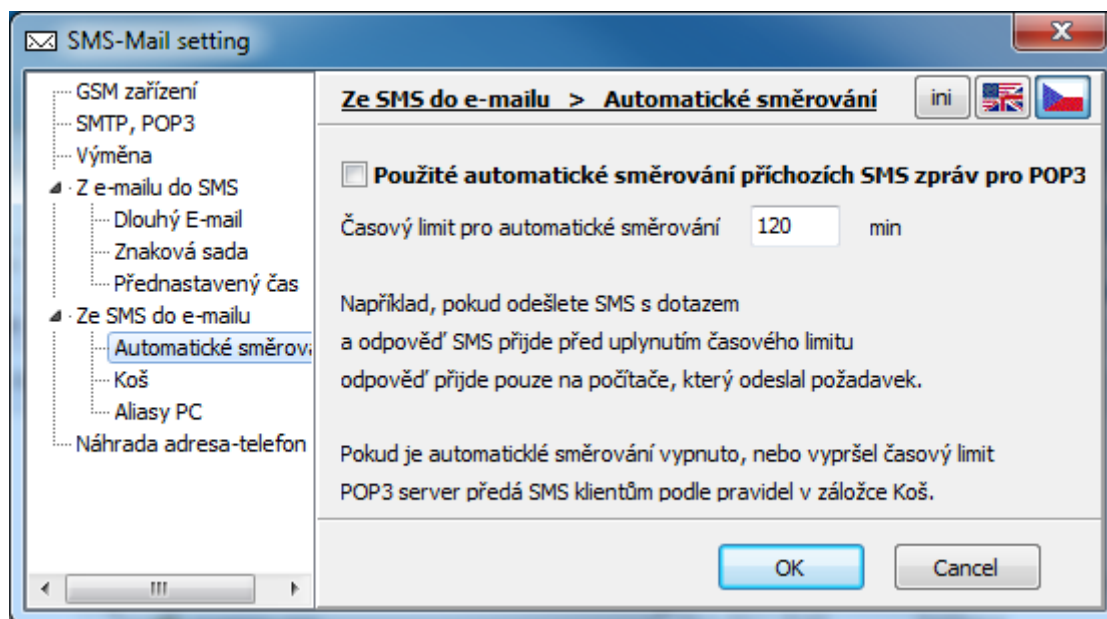 SMS-Mail setting
GSM zařízení
SMTP, POP3
Výměna
Z e-mailu do SMS
Dlouhý E-mail
Znaková sada
Přednastavený čas
Ze SMS do e-mailu
Automatické směrova
Koš
Aliasy PC
Náhrada adresa-telefon
Ze SMS do e-mailu > Automatické směrování
ini
Použité automatické směrování příchozích SMS zpráv pro POP3
Časový limit pro automatické směrování 120 min
Například, pokud odešlete SMS s dotazem
a odpověď SMS přijde před uplynutím časového limitu
odpověď přijde pouze na počítače, který odeslal požadavek.
Pokud je automaticklé směrování vypnuto, nebo vypršel časový limit
POP3 server předá SMS klientům podle pravidel v záložce Koš.
OK Cancel